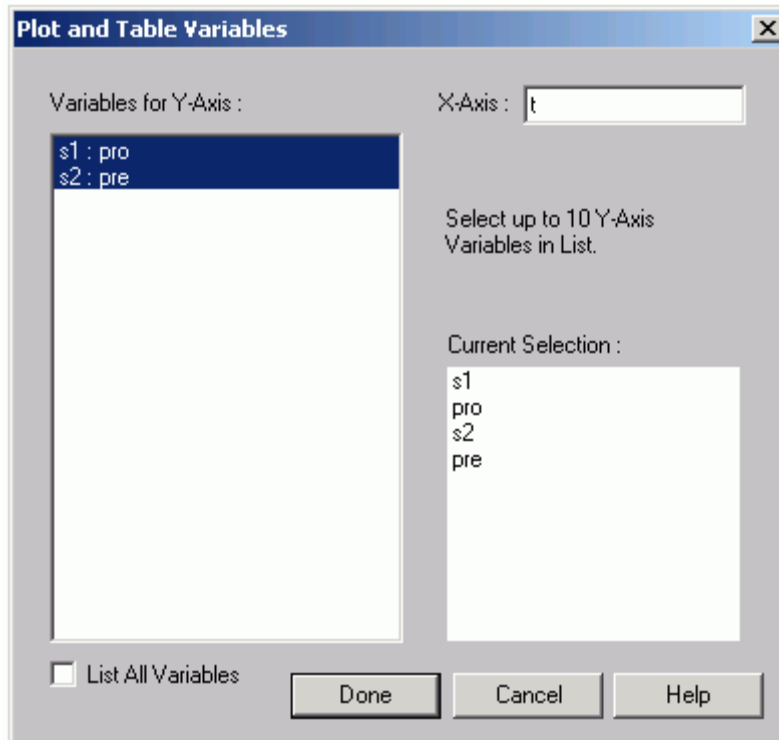 Plot and Table Variables
Variables for Y-Axis :
X-Axis : t
s1 : pro
s2 : pre
Select up to 10 Y-Axis
Variables in List.
Current Selection :
s1
pro
s2
pre
List All Variables
Done
Cancel
Help